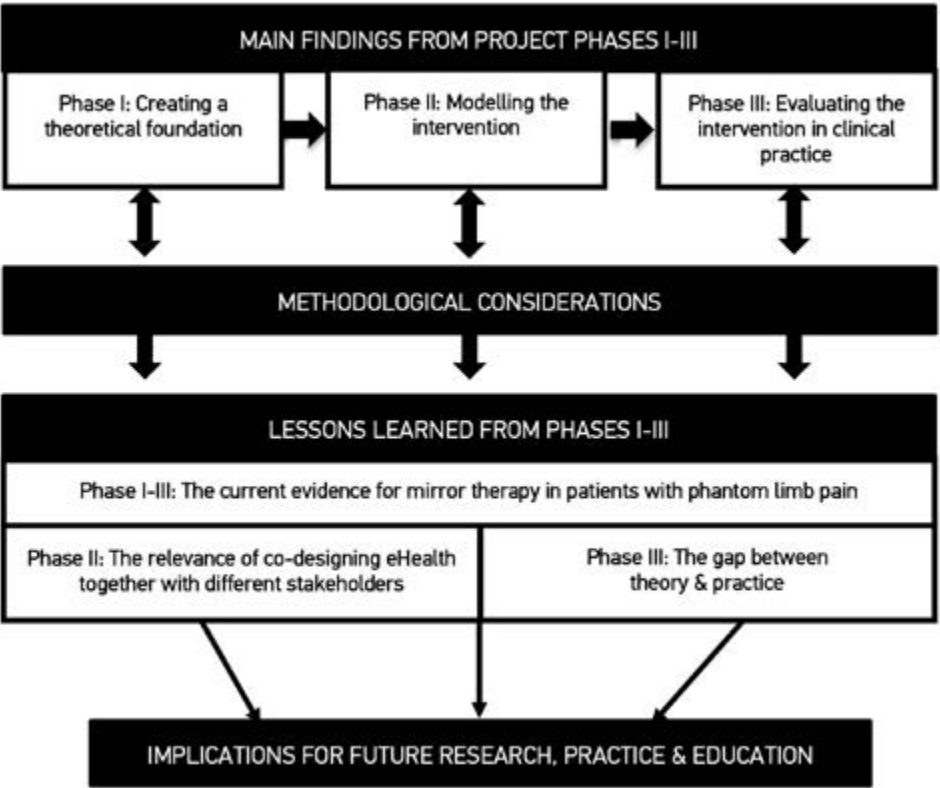 MAIN FINDINGS FROM PROJECT PHASES I-III
Phase I: Creating a
theoretical foundation
Phase II: Modelling the
intervention
Phase III: Evaluating the
intervention in clinical
practice
METHODOLOGICAL CONSIDERATIONS
LESSONS LEARNED FROM PHASES I-III
Phase I-III: The current evidence for mirror therapy in patients with phantom limb pain
Phase II: The relevance of co-designing eHealth
together with different stakeholders
Phase III: The gap between
theory & practice
IMPLICATIONS FOR FUTURE RESEARCH, PRACTICE & EDUCATION